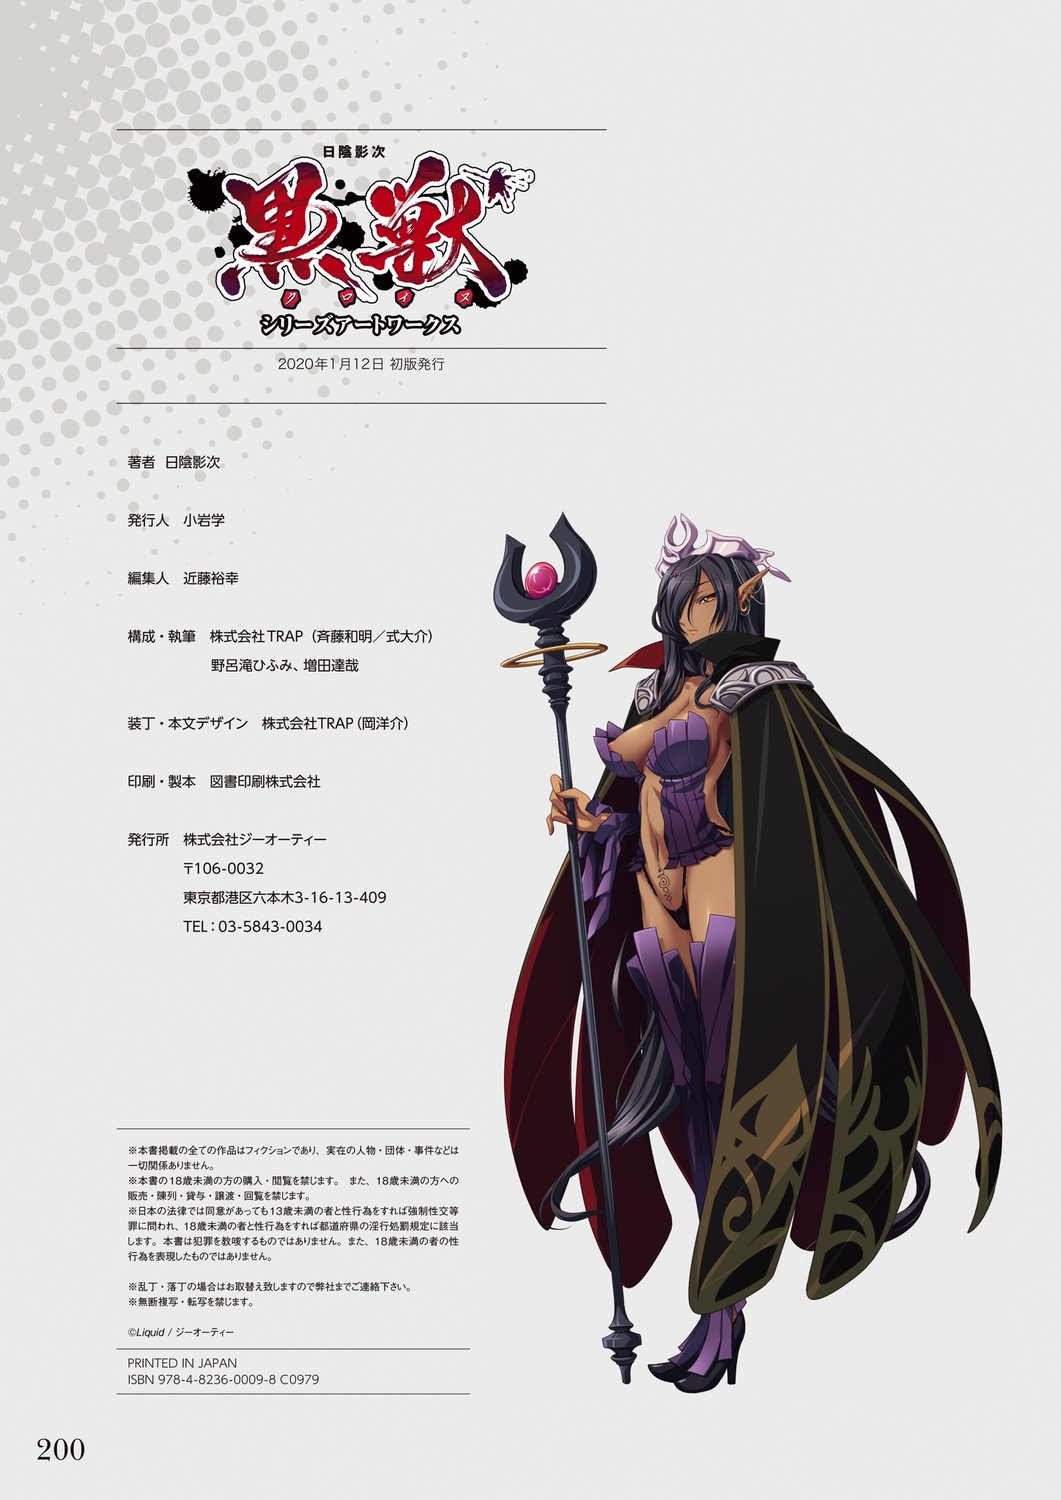 日陰影次
黒獣
クロイヌ
シリーズアートワークス
2020年1月12日 初版発行
著者 日陰影次
発行人 小岩学
編集人 近藤裕幸
構成・執筆 株式会社TRAP（斉藤和明／式大介）
野呂滝ひふみ、増田達哉
装丁・本文デザイン 株式会社TRAP（岡洋介）
印刷・製本 図書印刷株式会社
発行所 株式会社ジーオーティー
〒106-0032
東京都港区六本木3-16-13-409
TEL：03-5843-0034
※本書掲載の全ての作品はフィクションであり、実在の人物・団体・事件などは
一切関係ありません。
※本書の18歳未満の方の購入・閲覧を禁じます。 また、18歳未満の方への
販売・陳列・貸与・譲渡・回覧を禁じます。
※日本の法律では同意があっても13歳未満の者と性行為をすれば強制性交等
罪に問われ、18歳未満の者と性行為をすれば都道府県の淫行処罰規定に該当
します。本書は犯罪を教唆するものではありません。また、18歳未満の者の性
行為を表現したものではありません。
※乱丁・落丁の場合はお取替え致しますので弊社までご連絡下さい。
※無断複写・転写を禁じます。
©Liquid / ジーオーティー
PRINTED IN JAPAN
ISBN 978-4-8236-0009-8 C0979
200